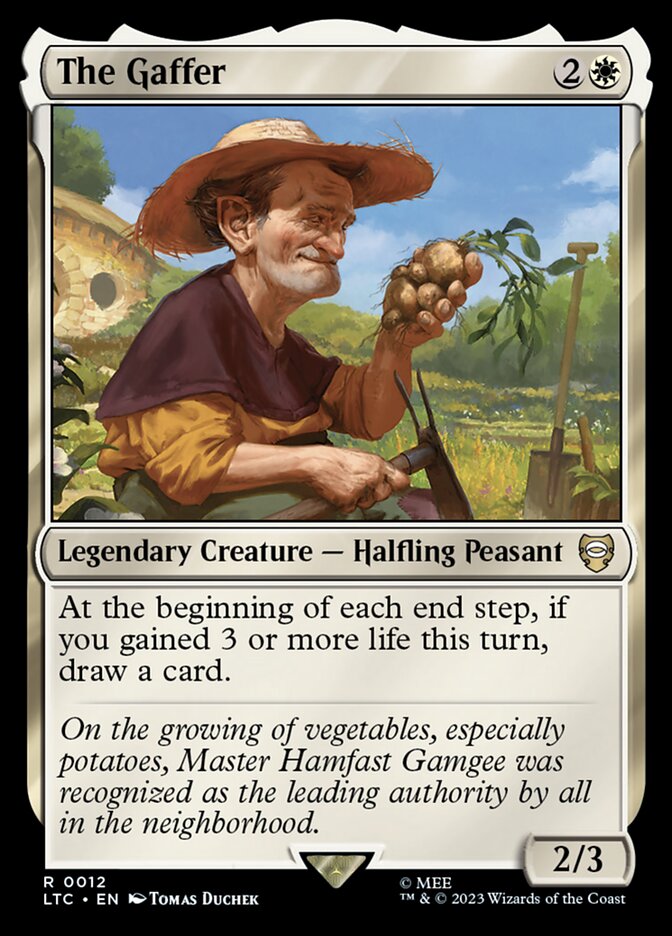 The Gaffer 2
Legendary Creature — Halfling Peasant
At the beginning of each end step, if
you gained 3 or more life this turn,
draw a card.
On the growing of vegetables, especially
potatoes, Master Hamfast Gamgee was
recognized as the leading authority by all
in the neighborhood.
2/3
R 0012
LTC • EN Tomas Duchek
© MEE
™ & © 2023 Wizards of the Coast